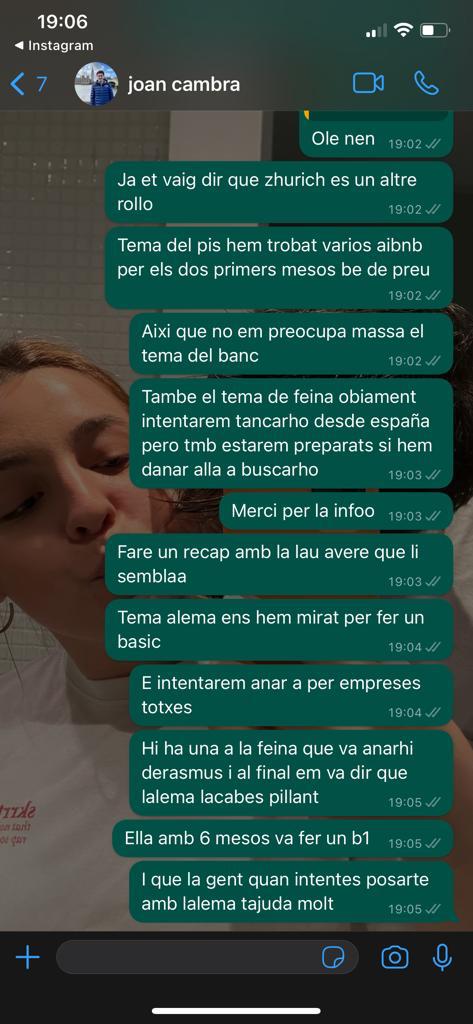 19:06
Instagram
7
joan cambra
Ole nen 19:02
Ja et vaig dir que zhurich es un altre
rollo
19:02
Tema del pis hem trobat varios aibnb
per els dos primers mesos be de preu
19:02
Aixi que no em preocupa massa el
tema del banc
19:02
Tambe el tema de feina obiament
intentarem tancarho desde españa
pero tmb estarem preparats si hem
danar alla a buscarho
19:03
Merci per la infoo 19:03
Fare un recap amb la lau avere que li
semblaa
19:03
Tema alema ens hem mirat per fer un
basic
19:04
E intentarem anar a per empreses
totxes
19:04
Hi ha una a la feina que va anarhi
derasmus i al final em va dir que
lalema lacabes pillant
19:05
Ella amb 6 mesos va fer un b1 19:05
I que la gent quan intentes posarte
amb lalema tajuda molt
19:05